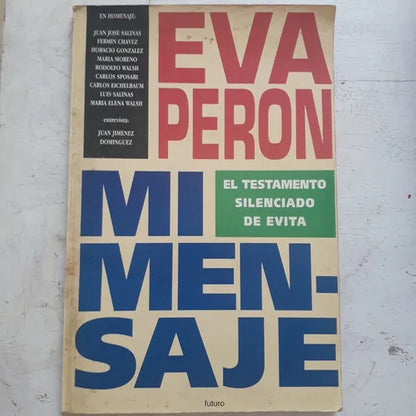 EN HOMENAJE:
JUAN JOSE SALINAS
FERMIN CHAVEZ
HORACIO GONZALEZ
MARIA MORENO
RODOLFO WALSH
CARLOS SPOSARI
CARLOS EICHELBAUM
LUIS SALINAS
MARIA ELENA WALSH
entrevista:
JUAN JIMENEZ
DOMINGUEZ
EVA
PERON
EL TESTAMENTO
SILENCIADO
DE EVITA
MI
MEN-
SAJE
futuro